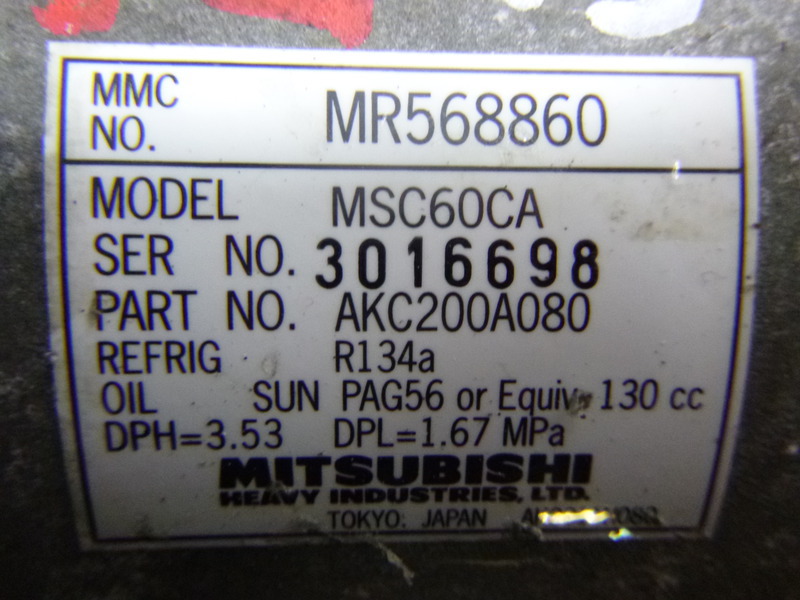 MMC NO. MR568860
MODEL MSC60CA
SER NO. 3016698
PART NO. AKC200A080
REFRIG R134a
OIL SUN PAG56 or Equiv. 130 cc
DPH=3.53 DPL=1.67 MPa
MITSUBISHI
HEAVY INDUSTRIES, LTD.
TOKYO: JAPAN